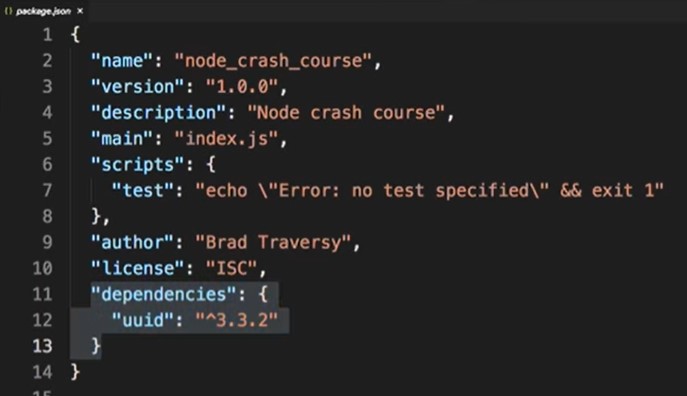 {} package.json ×
1 {
2 "name": "node_crash_course",
3 "version": "1.0.0",
4 "description": "Node crash course",
5 "main": "index.js",
6 "scripts": {
7 "test": "echo \"Error: no test specified\" && exit 1"
8 },
9 "author": "Brad Traversy",
10 "license": "ISC",
11 "dependencies": {
12 "uuid": "^3.3.2"
13 }
14 }
15